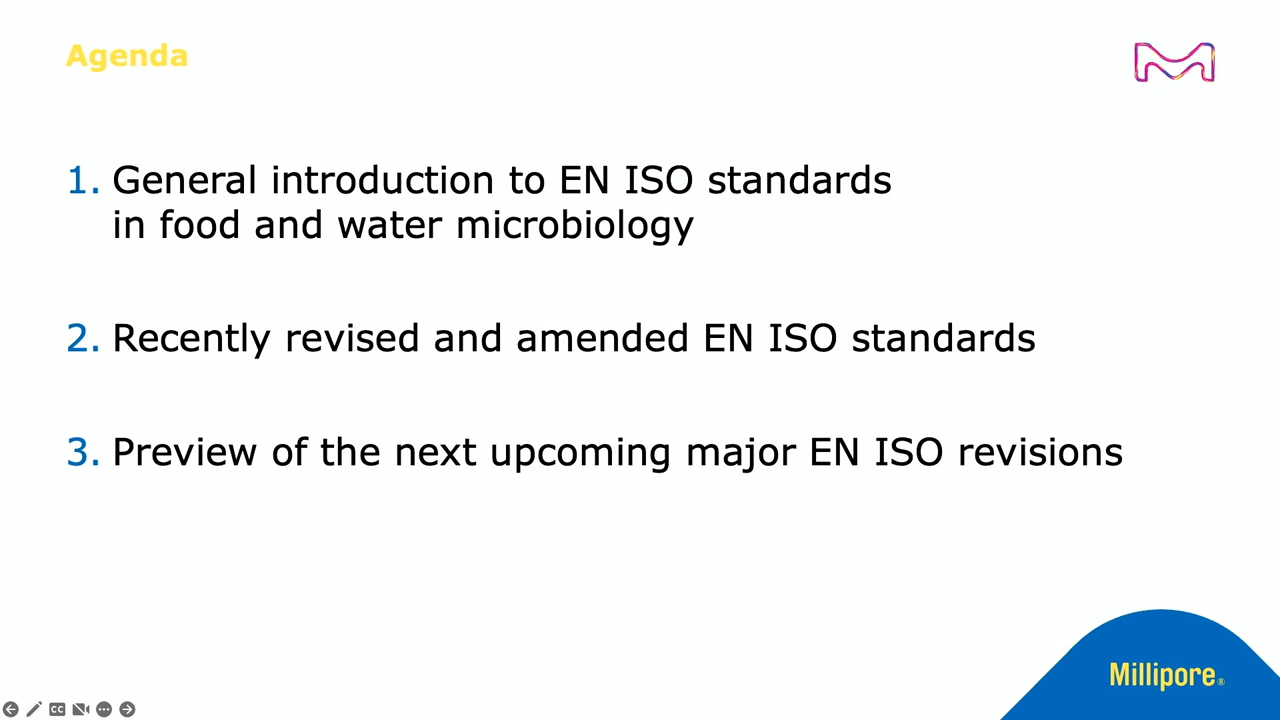 Agenda
1. General introduction to EN ISO standards
in food and water microbiology
2. Recently revised and amended EN ISO standards
3. Preview of the next upcoming major EN ISO revisions
Millipore®
CC